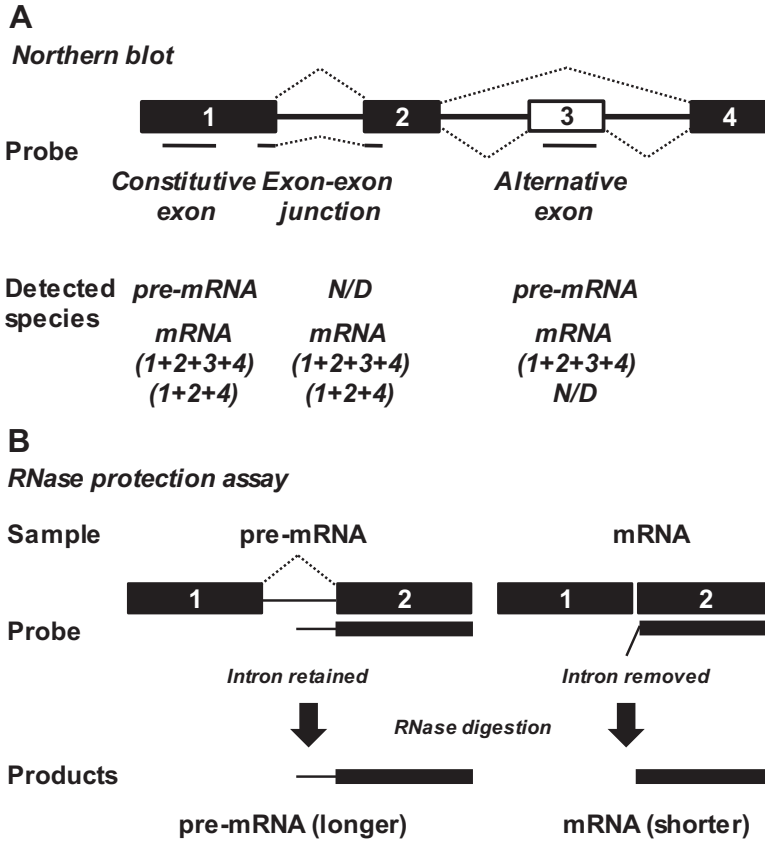 A
Northern blot
1 2 3 4
Probe
Constitutive exon
Exon-exon junction
Alternative exon
Detected species
pre-mRNA N/D pre-mRNA
mRNA mRNA mRNA
(1+2+3+4) (1+2+3+4) (1+2+3+4)
(1+2+4) (1+2+4) N/D
B
RNase protection assay
Sample pre-mRNA mRNA
1 2 1 2
Probe
Intron retained Intron removed
RNase digestion
Products
pre-mRNA (longer) mRNA (shorter)